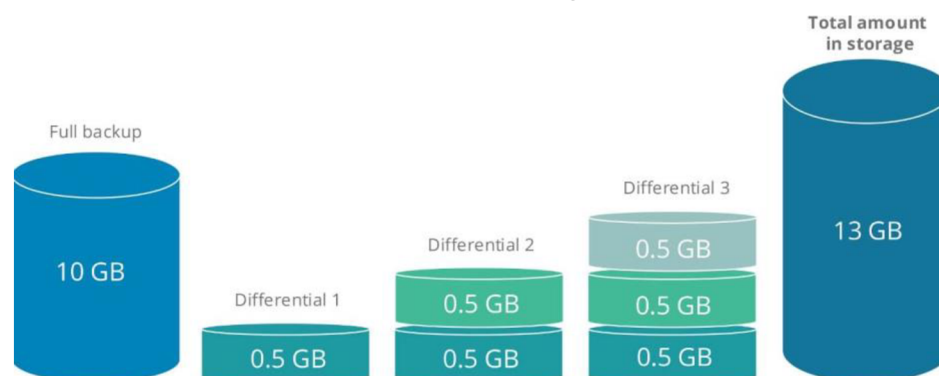 Total amount
in storage
Full backup
Differential 3
13 GB
0.5 GB
Differential 2
10 GB
Differential 1
0.5 GB
0.5 GB
0.5 GB
0.5 GB
0.5 GB